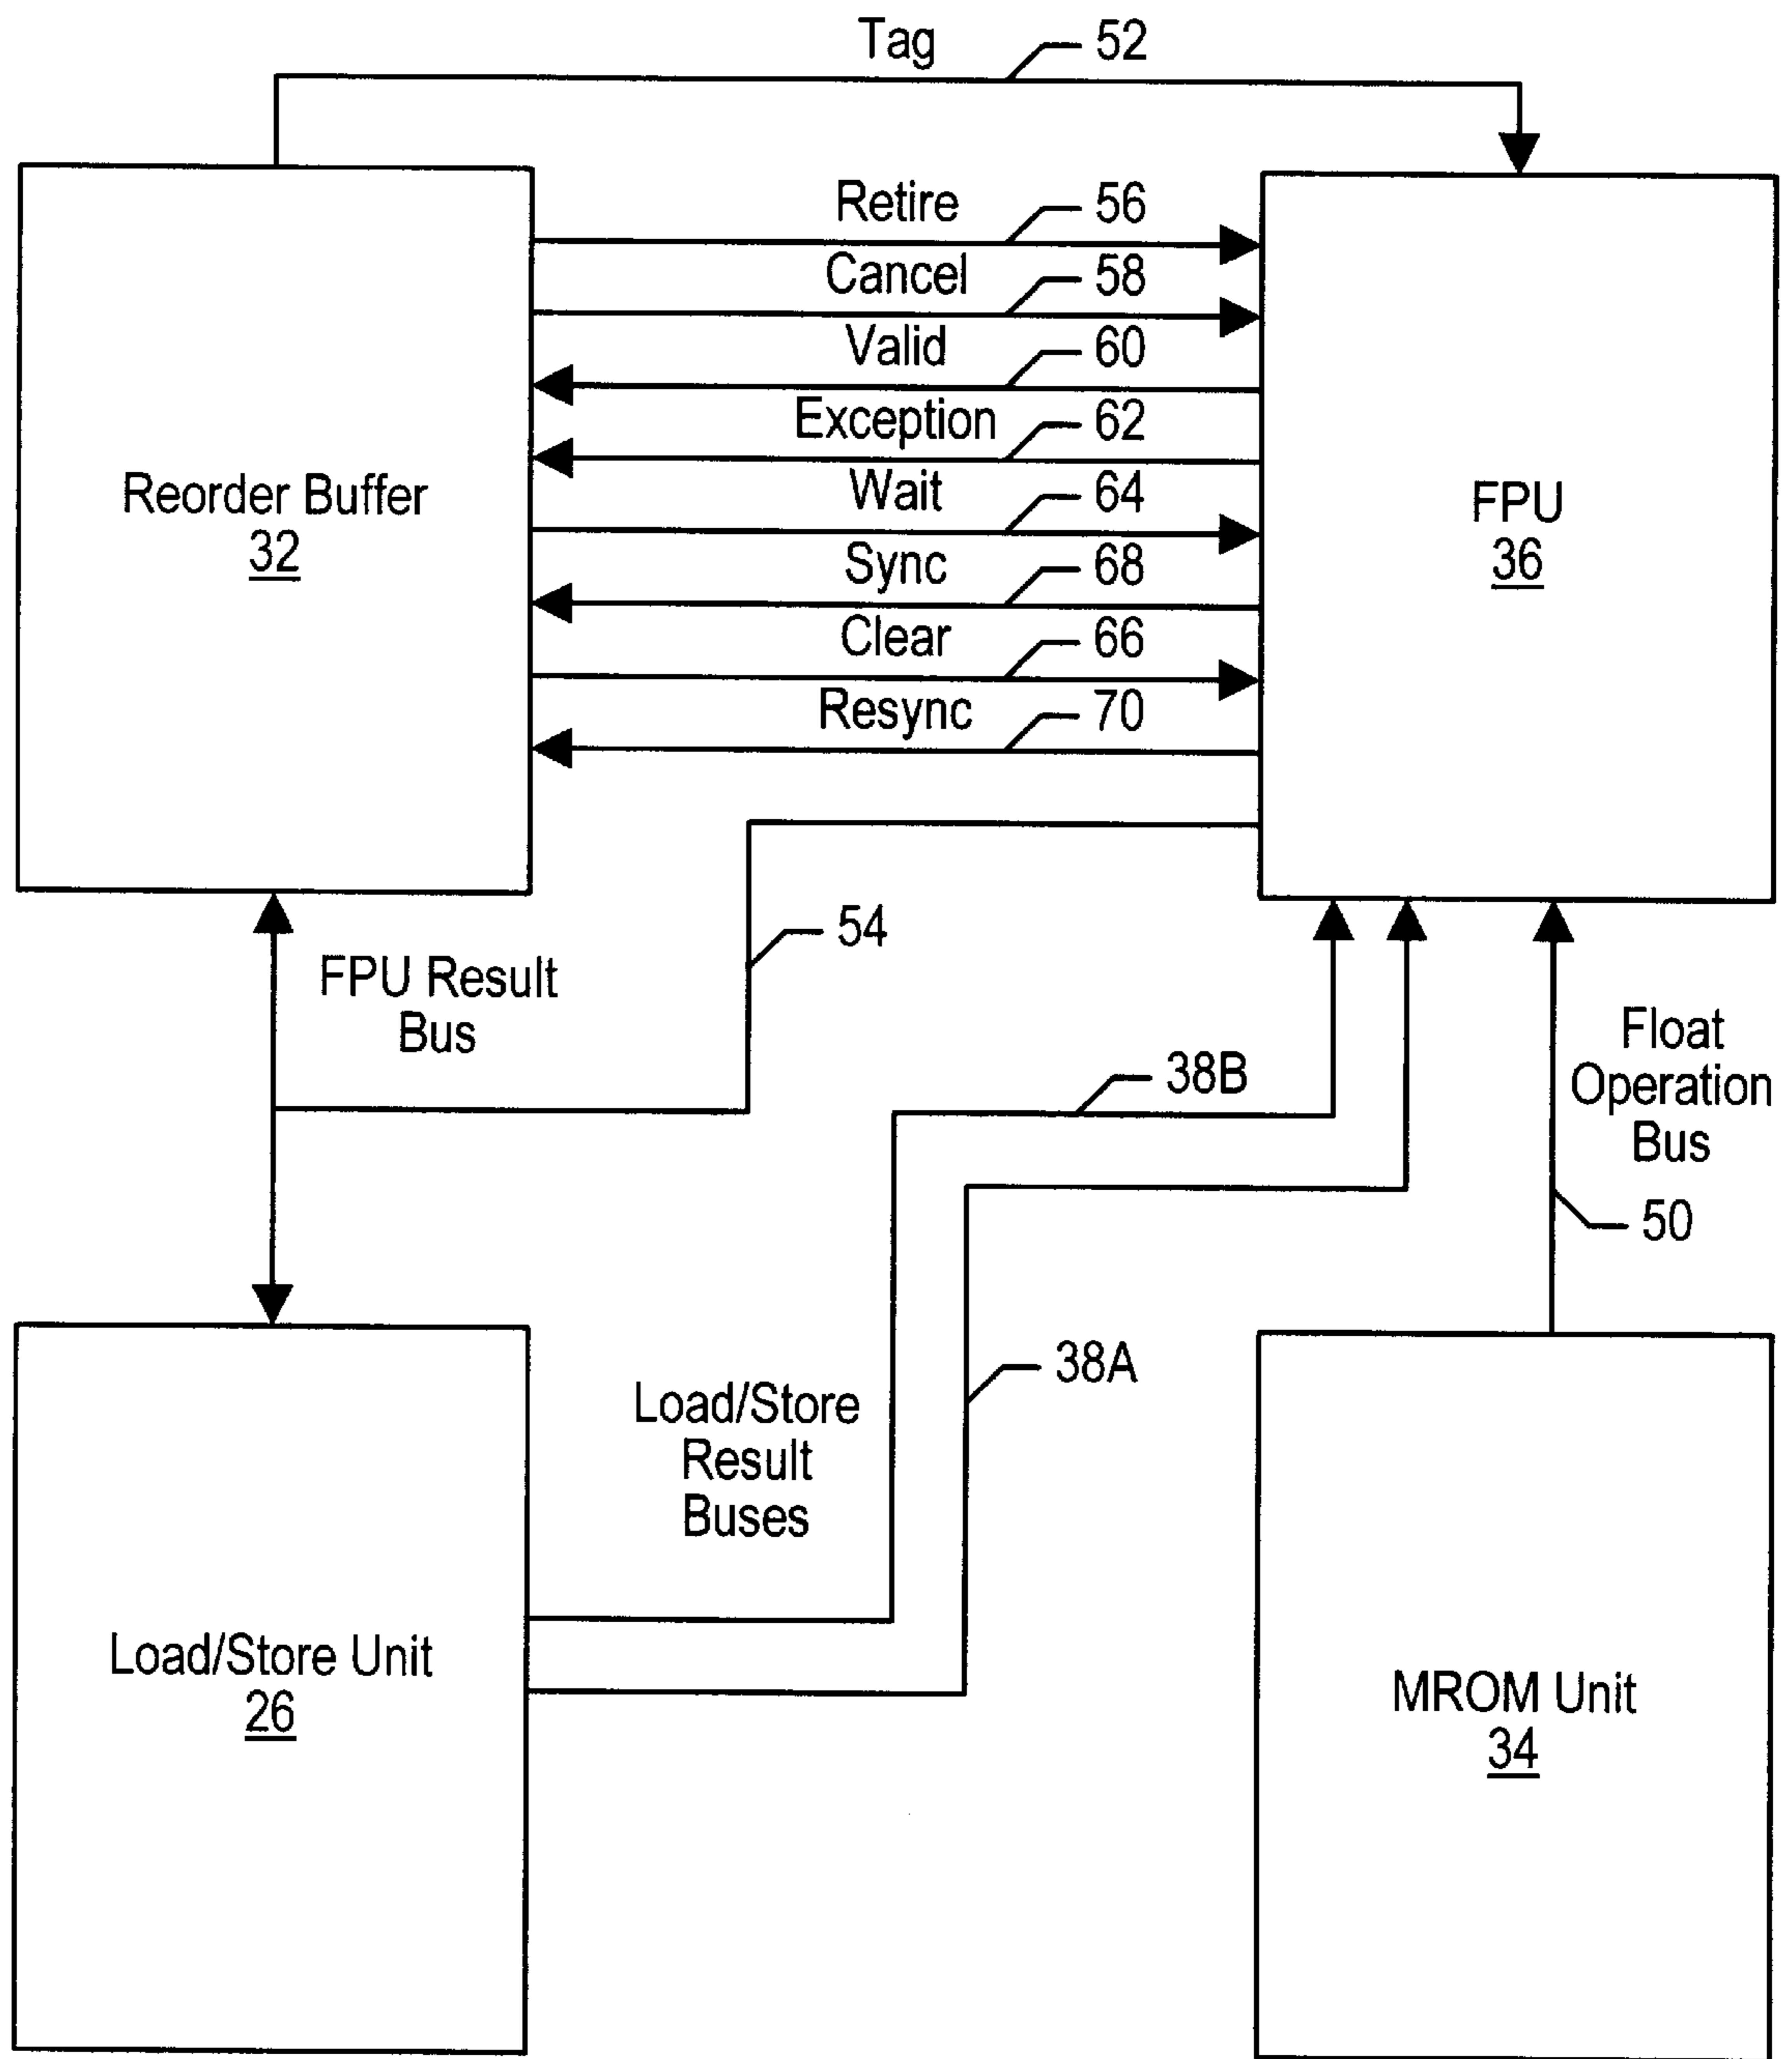 Tag
52
Retire
56
Cancel
58
Valid
60
Exception
62
Wait
64
Sync
68
Clear
66
Resync
70
Reorder Buffer
32
FPU
36
54
FPU Result
Bus
38B
Float
Operation
Bus
50
38A
Load/Store
Result
Buses
Load/Store Unit
26
MROM Unit
34